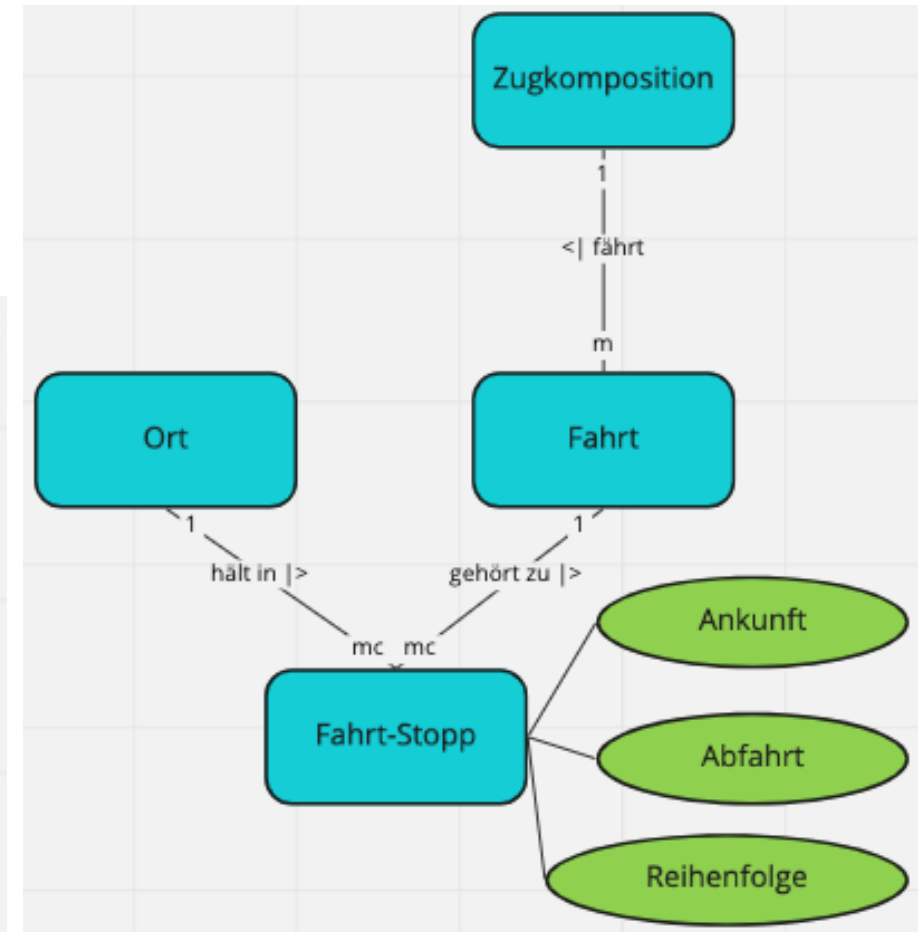 Zugkomposition
1
<| fährt
m
Ort
Fahrt
1
1
hält in |>
gehört zu |>
mc
mc
Ankunft
Fahrt-Stopp
Abfahrt
Reihenfolge